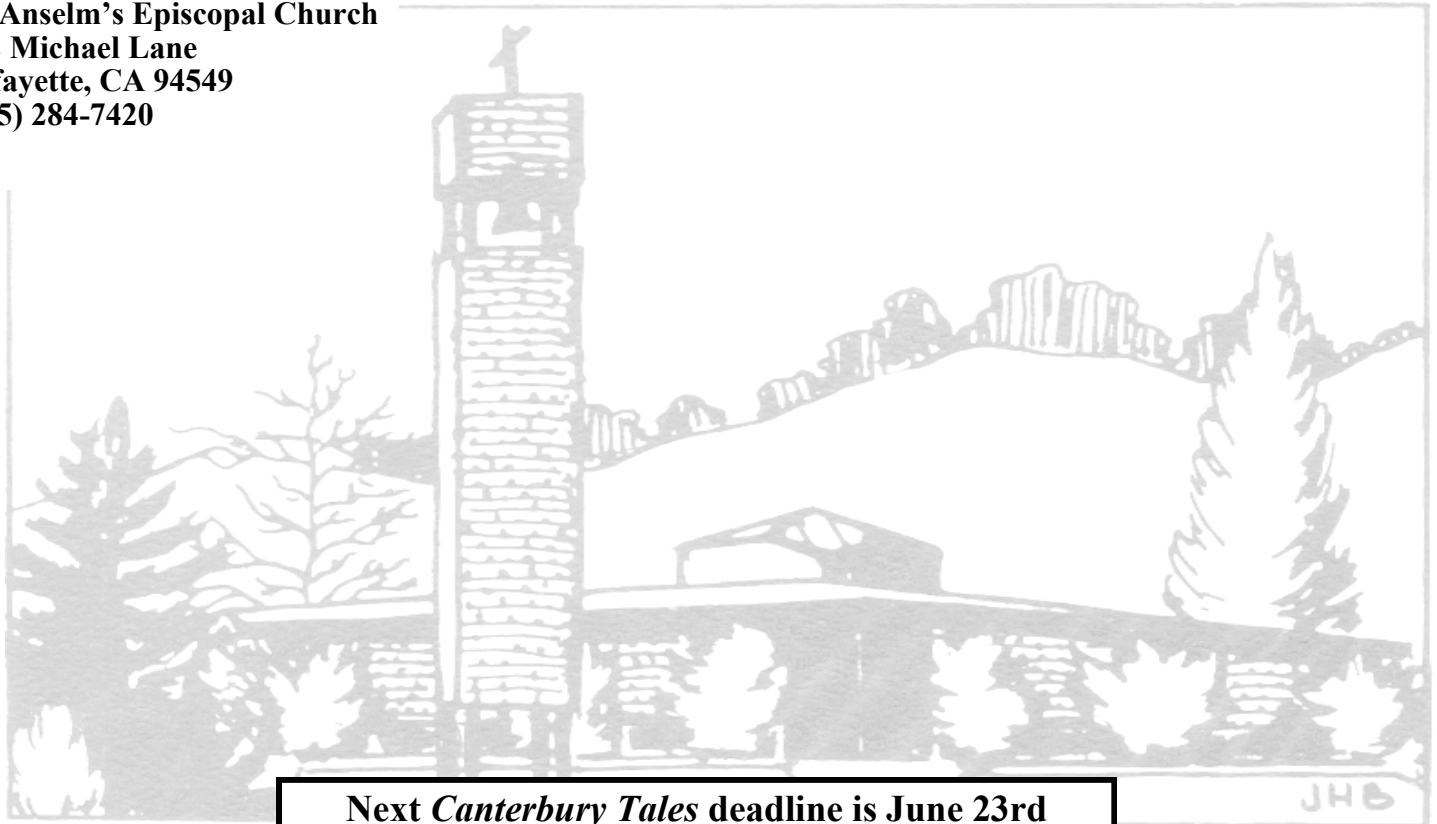 Anselm’s Episcopal Church
Michael Lane
fayette, CA 94549
5) 284-7420
Next Canterbury Tales deadline is June 23rd
JHB